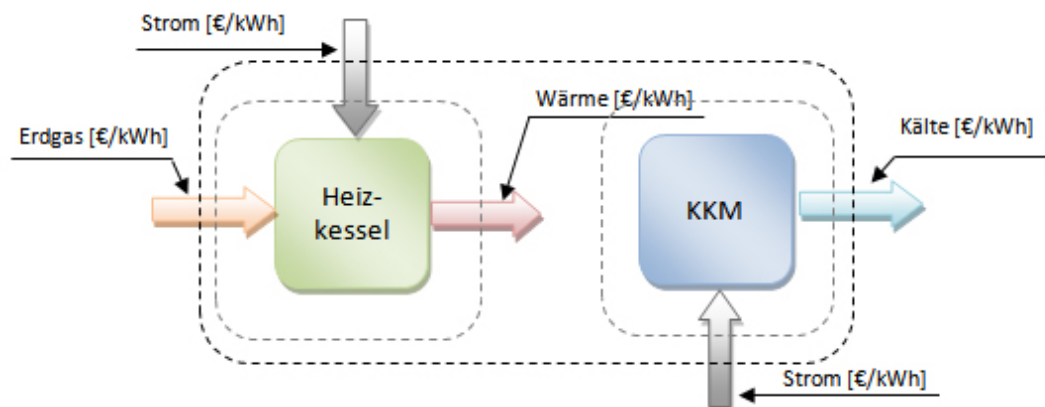 Strom [€/kWh]
Wärme [€/kWh]
Erdgas [€/kWh]
Kälte [€/kWh]
Heiz-
kessel
KKM
Strom [€/kWh]